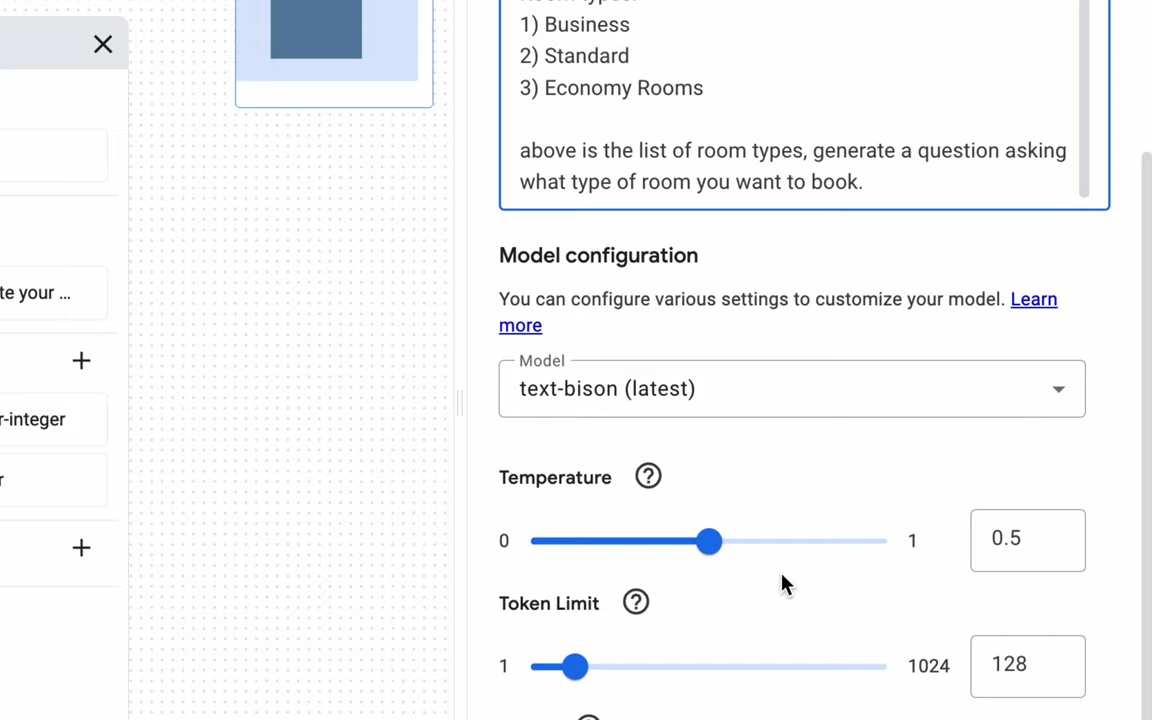 1) Business
2) Standard
3) Economy Rooms
above is the list of room types, generate a question asking
what type of room you want to book.
te your ...
r-integer
r
Model configuration
You can configure various settings to customize your model. Learn
more
Model
text-bison (latest)
Temperature
0
1
0.5
Token Limit
1
1024
128